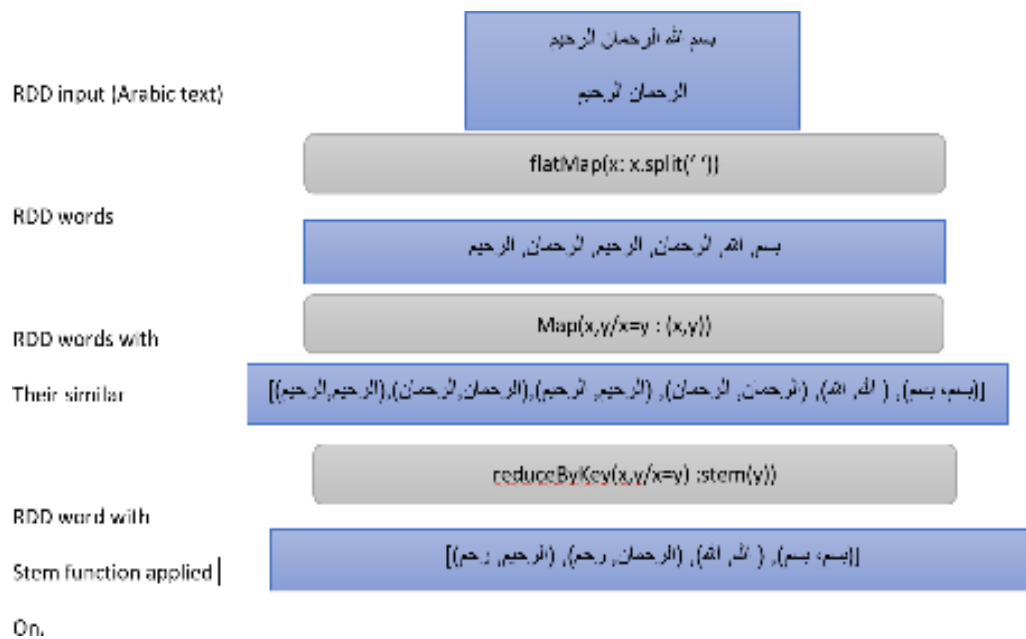 بسم الله الرحمان الرحيم
RDD input (Arabic text)
الرحمان الرحيم
flatMap(x: x.split(‘ ‘))
RDD words
بسم, الله, الرحمان, الرحيم, الرحمان, الرحيم
Map(x,y/x=y : (x,y))
RDD words with
Their similar
[(بسم، بسم), ( الله, الله), (الرحمان, الرحمان), (الرحيم, الرحيم),(الرحمان,الرحمان),(الرحيم,الرحيم)]
reduceByKey(x,y/x=y) :stem(y))
RDD word with
Stem function applied
[(بسم، بسم), ( الله, الله), (الرحمان, رحم), (الرحيم, رحم)]
On.